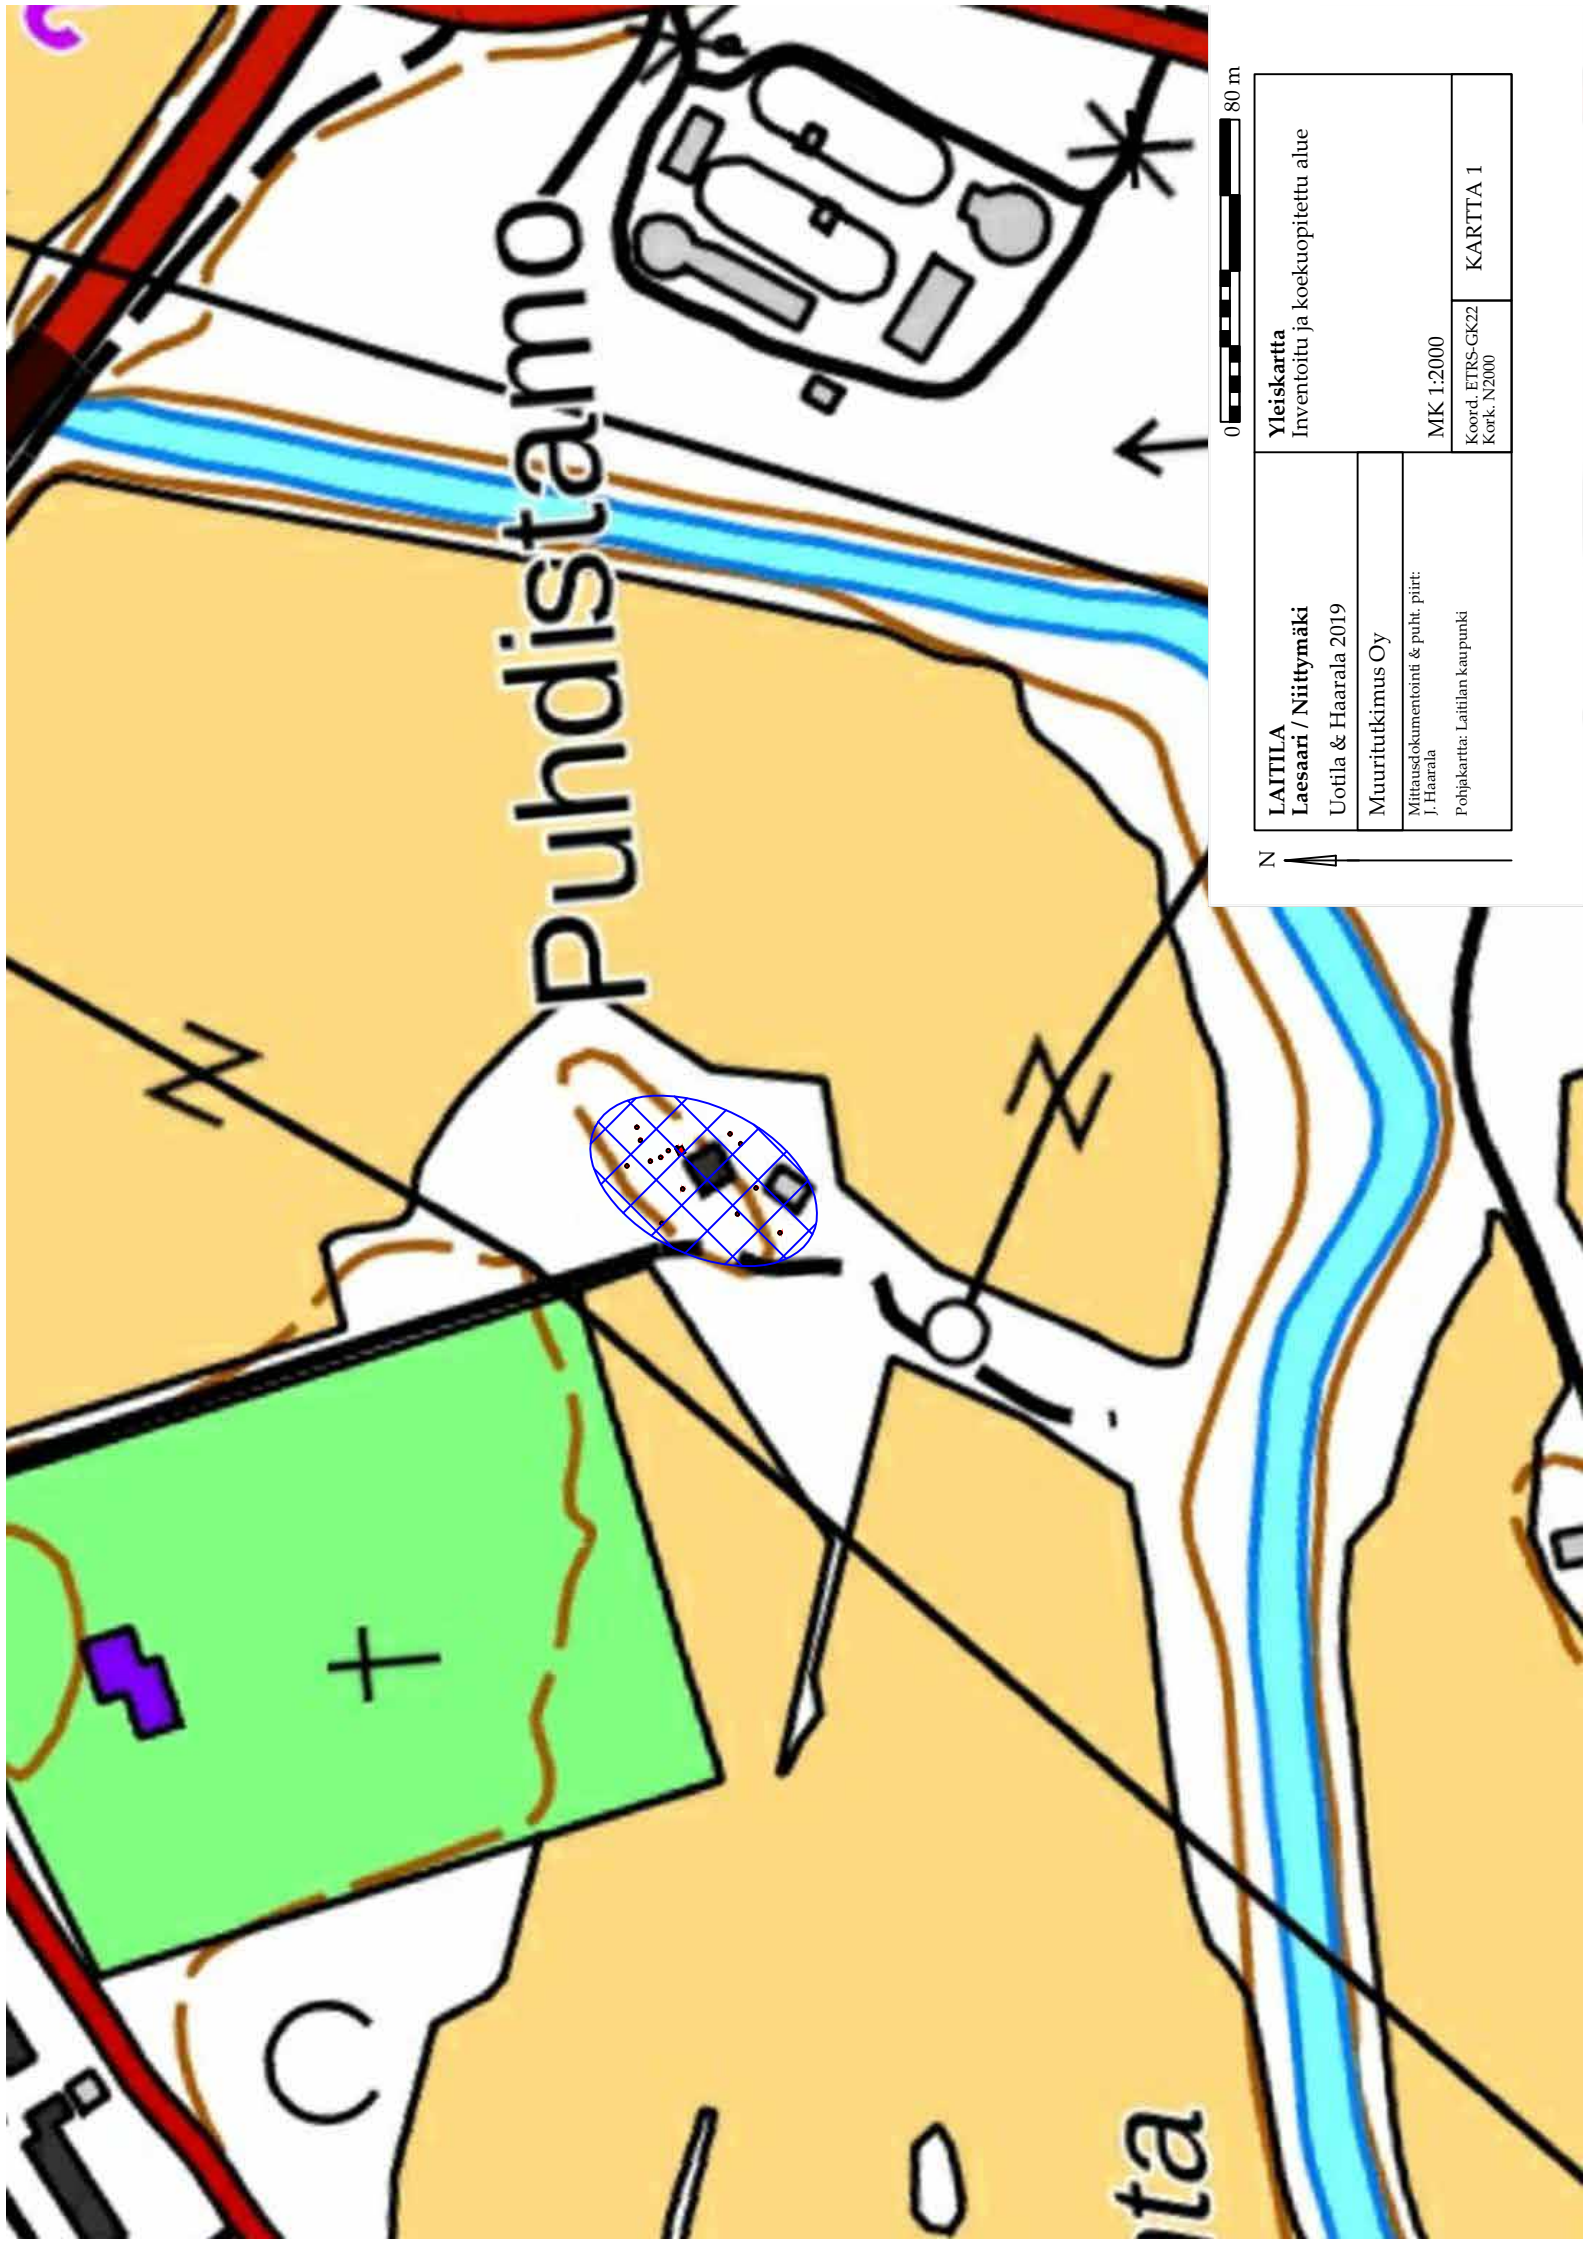 Puhdistamo
nta
0 80 m
N
LAITILA
Laesaari / Niittymäki
Uotila & Haarala 2019
Muuritutkimus Oy
Mittausdokumentointi & puht. piirt:
J. Haarala
Pohjakartta: Laitilan kaupunki
Yleiskartta
Inventoitu ja koekuopitettu alue
MK 1:2000
Koord. ETRS-GK22
Kork. N2000
KARTTA 1